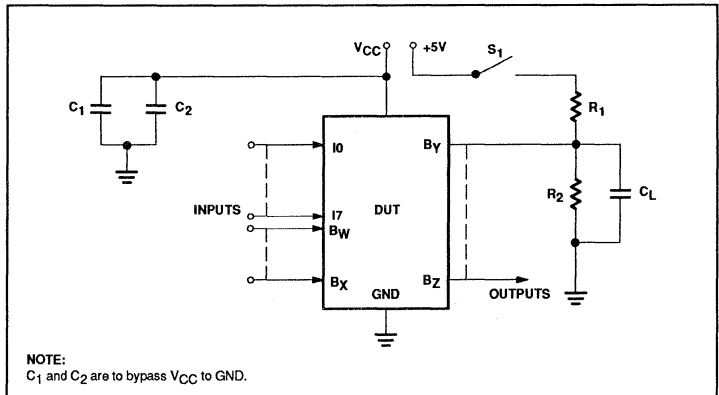 VCC +5V S1
C1 C2 R1
I0 BY
R2 CL
INPUTS I7 DUT
BW
BX GND BZ OUTPUTS
NOTE:
C1 and C2 are to bypass VCC to GND.